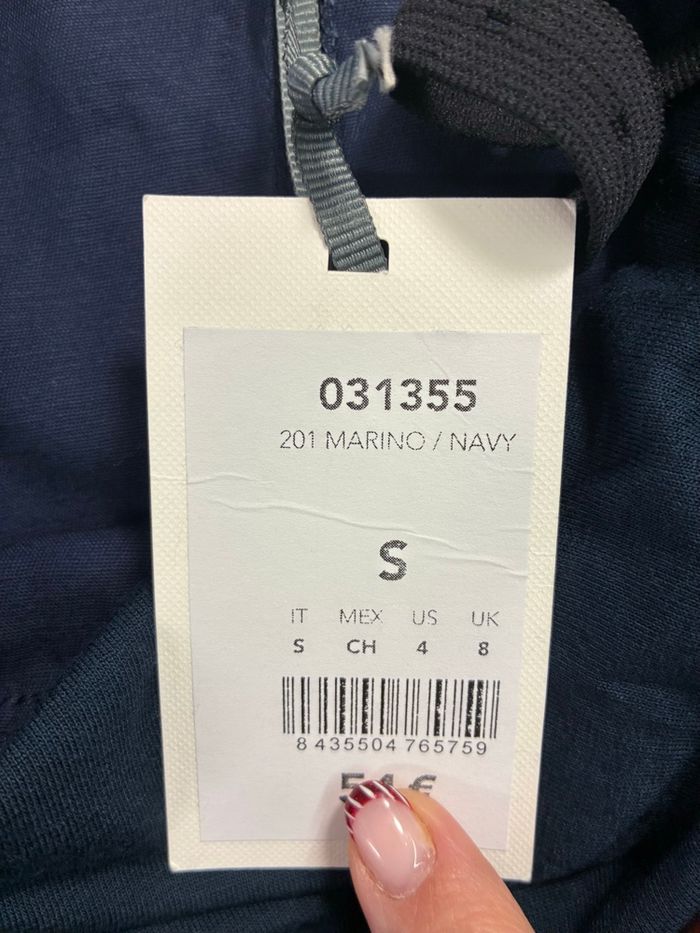 031355
201 MARINO / NAVY
S
IT MEX US UK
S CH 4 8
8 435504 765759